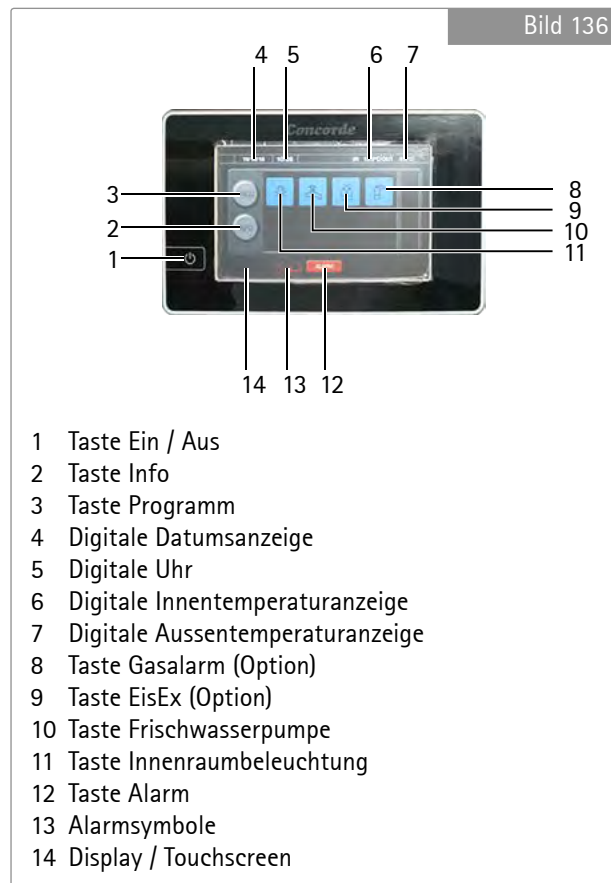 Bild 136
4 5 6 7
Concorde
3
2
1
8
9
10
11
14 13 12
1 Taste Ein / Aus
2 Taste Info
3 Taste Programm
4 Digitale Datumsanzeige
5 Digitale Uhr
6 Digitale Innentemperaturanzeige
7 Digitale Aussentemperaturanzeige
8 Taste Gasalarm (Option)
9 Taste EisEx (Option)
10 Taste Frischwasserpumpe
11 Taste Innenraumbeleuchtung
12 Taste Alarm
13 Alarmsymbole
14 Display / Touchscreen